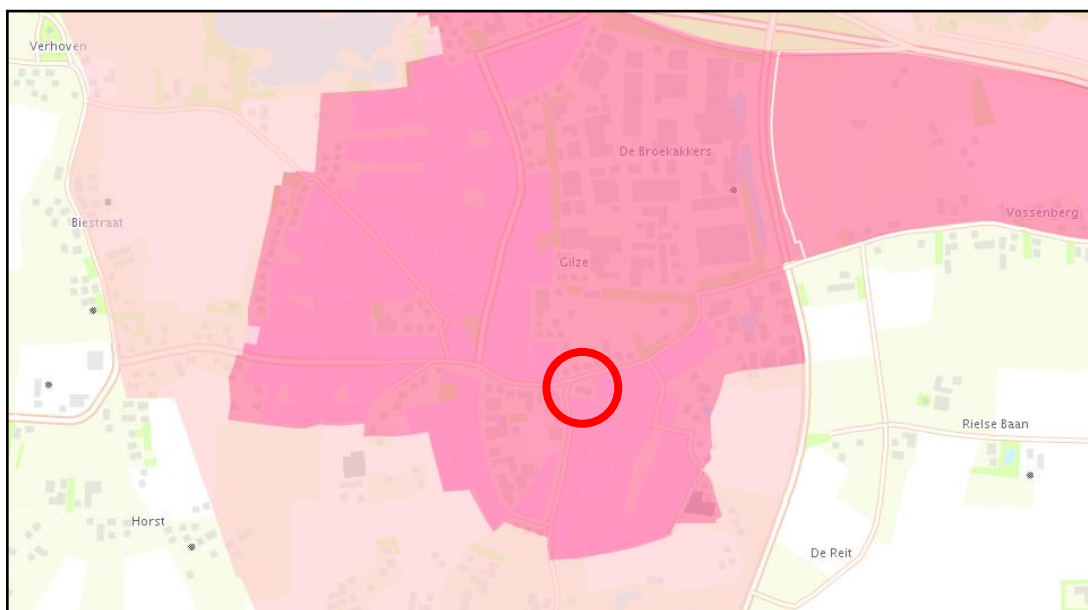 Verhoven
De Broekakkers
Biestraat
Vossenberg
Gilze
Rielse Baan
Horst
De Reit